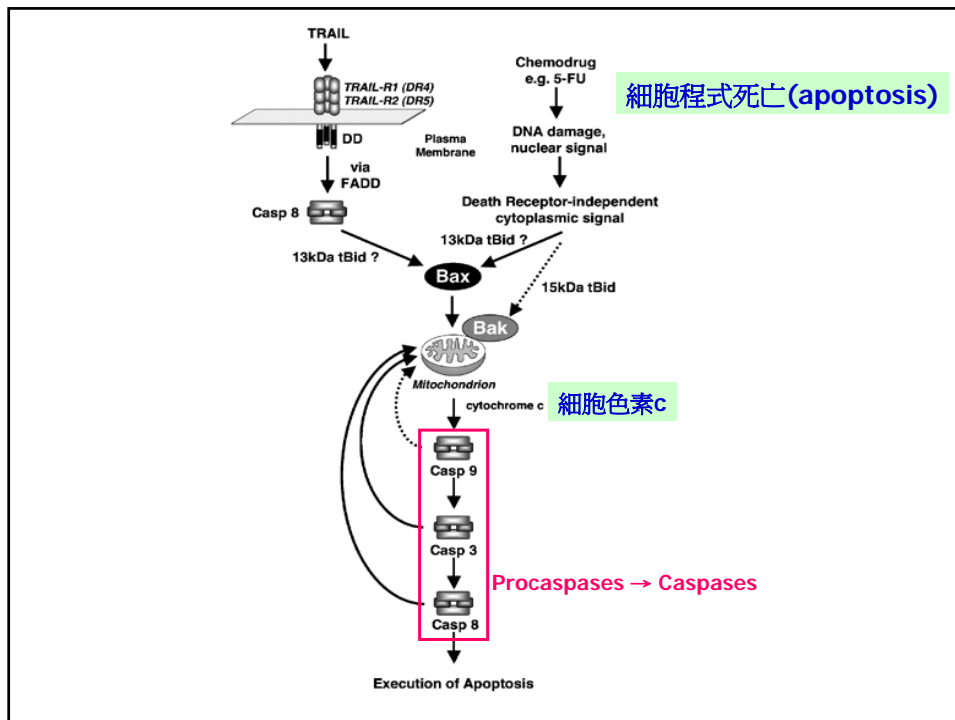 TRAIL
TRAIL-R1 (DR4)
TRAIL-R2 (DR5)
DD
Plasma
Membrane
via
FADD
Casp 8
13kDa tBid ?
Chemodrug
e.g. 5-FU
細胞程式死亡(apoptosis)
DNA damage,
nuclear signal
Death Receptor-independent
cytoplasmic signal
13kDa tBid ?
15kDa tBid
Bax
Bak
Mitochondrion
cytochrome c
細胞色素c
Casp 9
Casp 3
Procaspases → Caspases
Casp 8
Execution of Apoptosis